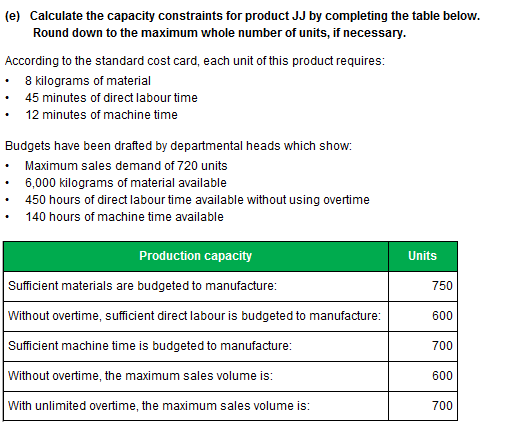 (e) Calculate the capacity constraints for product JJ by completing the table below.
Round down to the maximum whole number of units, if necessary.
According to the standard cost card, each unit of this product requires:
• 8 kilograms of material
• 45 minutes of direct labour time
• 12 minutes of machine time
Budgets have been drafted by departmental heads which show:
• Maximum sales demand of 720 units
• 6,000 kilograms of material available
• 450 hours of direct labour time available without using overtime
• 140 hours of machine time available
Production capacity Units
Sufficient materials are budgeted to manufacture: 750
Without overtime, sufficient direct labour is budgeted to manufacture: 600
Sufficient machine time is budgeted to manufacture: 700
Without overtime, the maximum sales volume is: 600
With unlimited overtime, the maximum sales volume is: 700